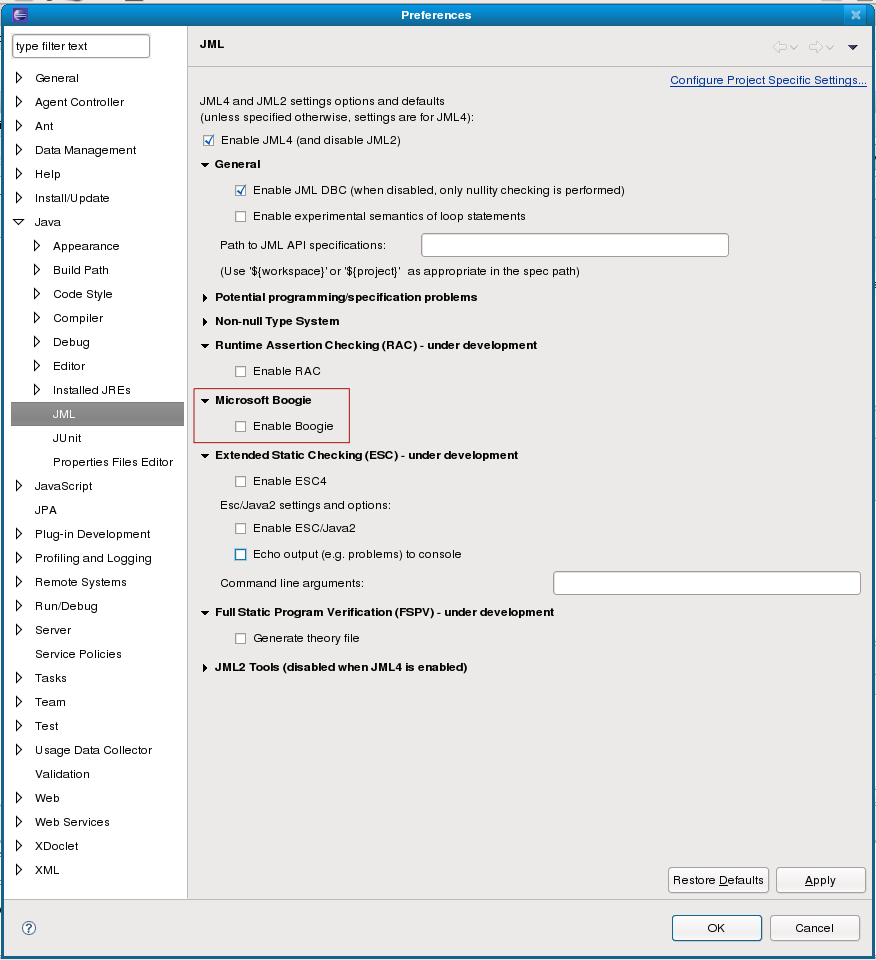 Preferences
type filter text
General
Agent Controller
Ant
Data Management
Help
Install/Update
Java
Appearance
Build Path
Code Style
Compiler
Debug
Editor
Installed JREs
JML
JUnit
Properties Files Editor
JavaScript
JPA
Plug-in Development
Profiling and Logging
Remote Systems
Run/Debug
Server
Service Policies
Tasks
Team
Test
Usage Data Collector
Validation
Web
Web Services
XDoclet
XML
JML
Configure Project Specific Settings...
JML4 and JML2 settings options and defaults
(unless specified otherwise, settings are for JML4):
Enable JML4 (and disable JML2)
General
Enable JML DBC (when disabled, only nullity checking is performed)
Enable experimental semantics of loop statements
Path to JML API specifications:
(Use '${workspace}' or '${project}'  as appropriate in the spec path)
Potential programming/specification problems
Non-null Type System
Runtime Assertion Checking (RAC) - under development
Enable RAC
Microsoft Boogie
Enable Boogie
Extended Static Checking (ESC) - under development
Enable ESC4
Esc/Java2 settings and options:
Enable ESC/Java2
Echo output (e.g. problems) to console
Command line arguments:
Full Static Program Verification (FSPV) - under development
Generate theory file
JML2 Tools (disabled when JML4 is enabled)
Restore Defaults
Apply
?
OK
Cancel